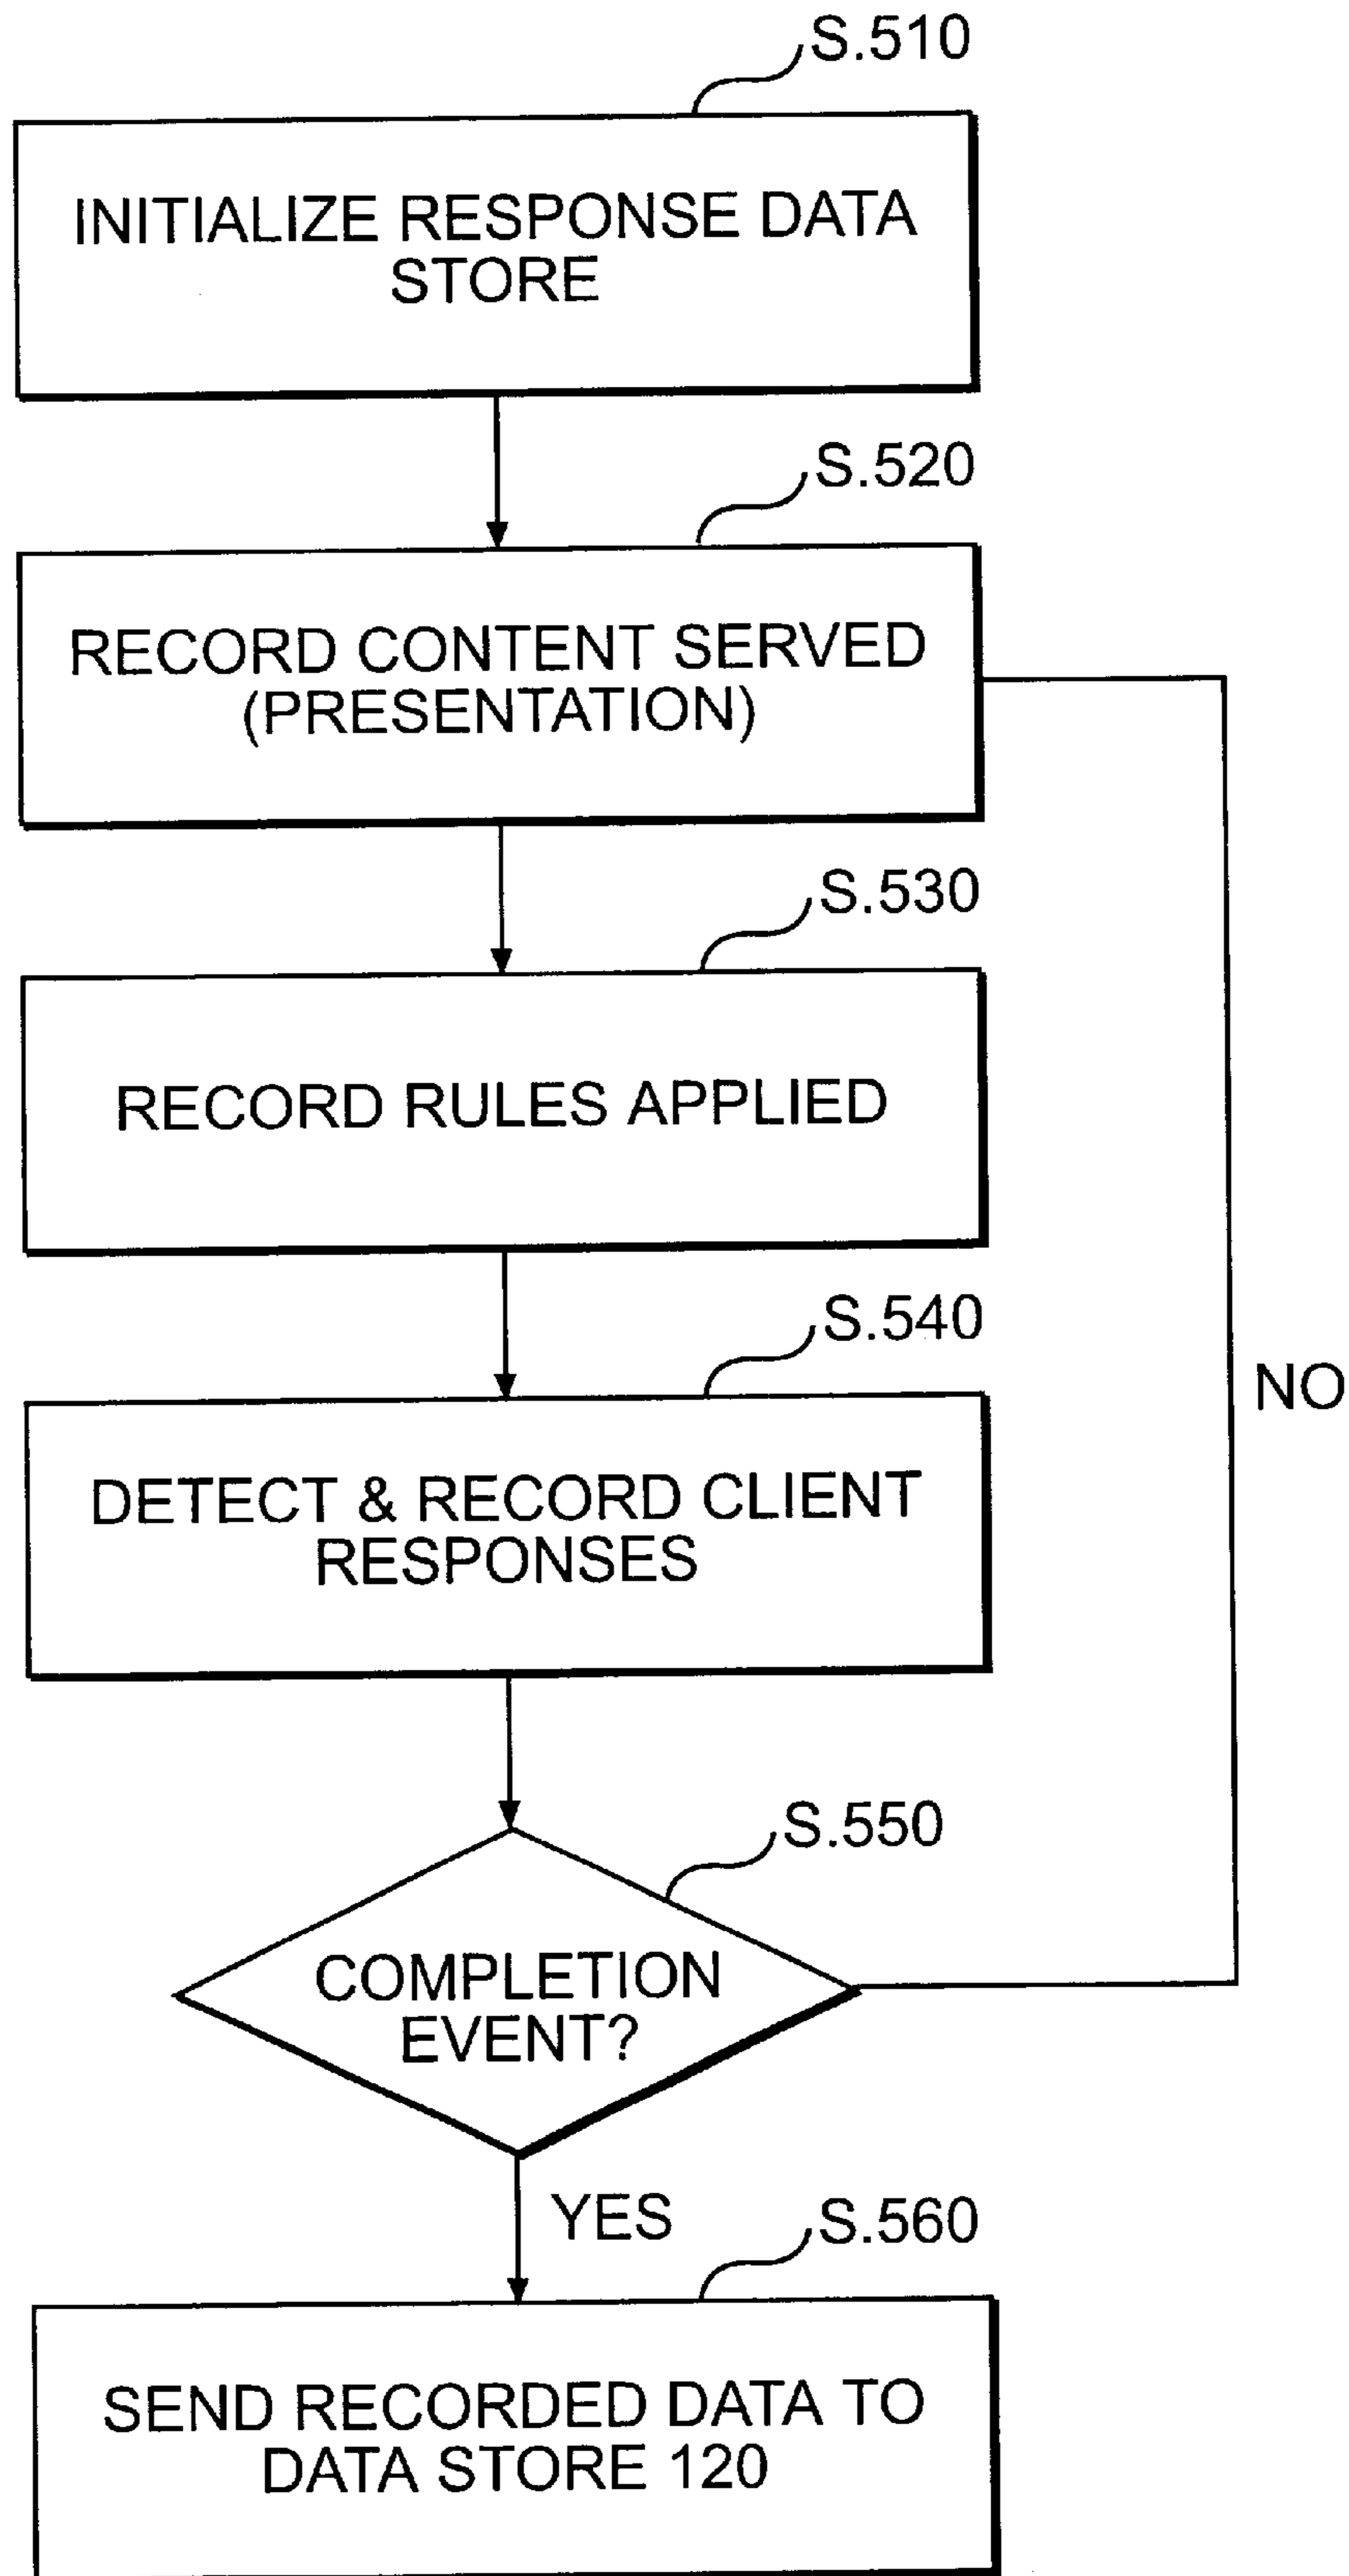 S.510
INITIALIZE RESPONSE DATA
STORE
S.520
RECORD CONTENT SERVED
(PRESENTATION)
S.530
RECORD RULES APPLIED
S.540
NO
DETECT & RECORD CLIENT
RESPONSES
S.550
COMPLETION
EVENT?
YES
S.560
SEND RECORDED DATA TO
DATA STORE 120